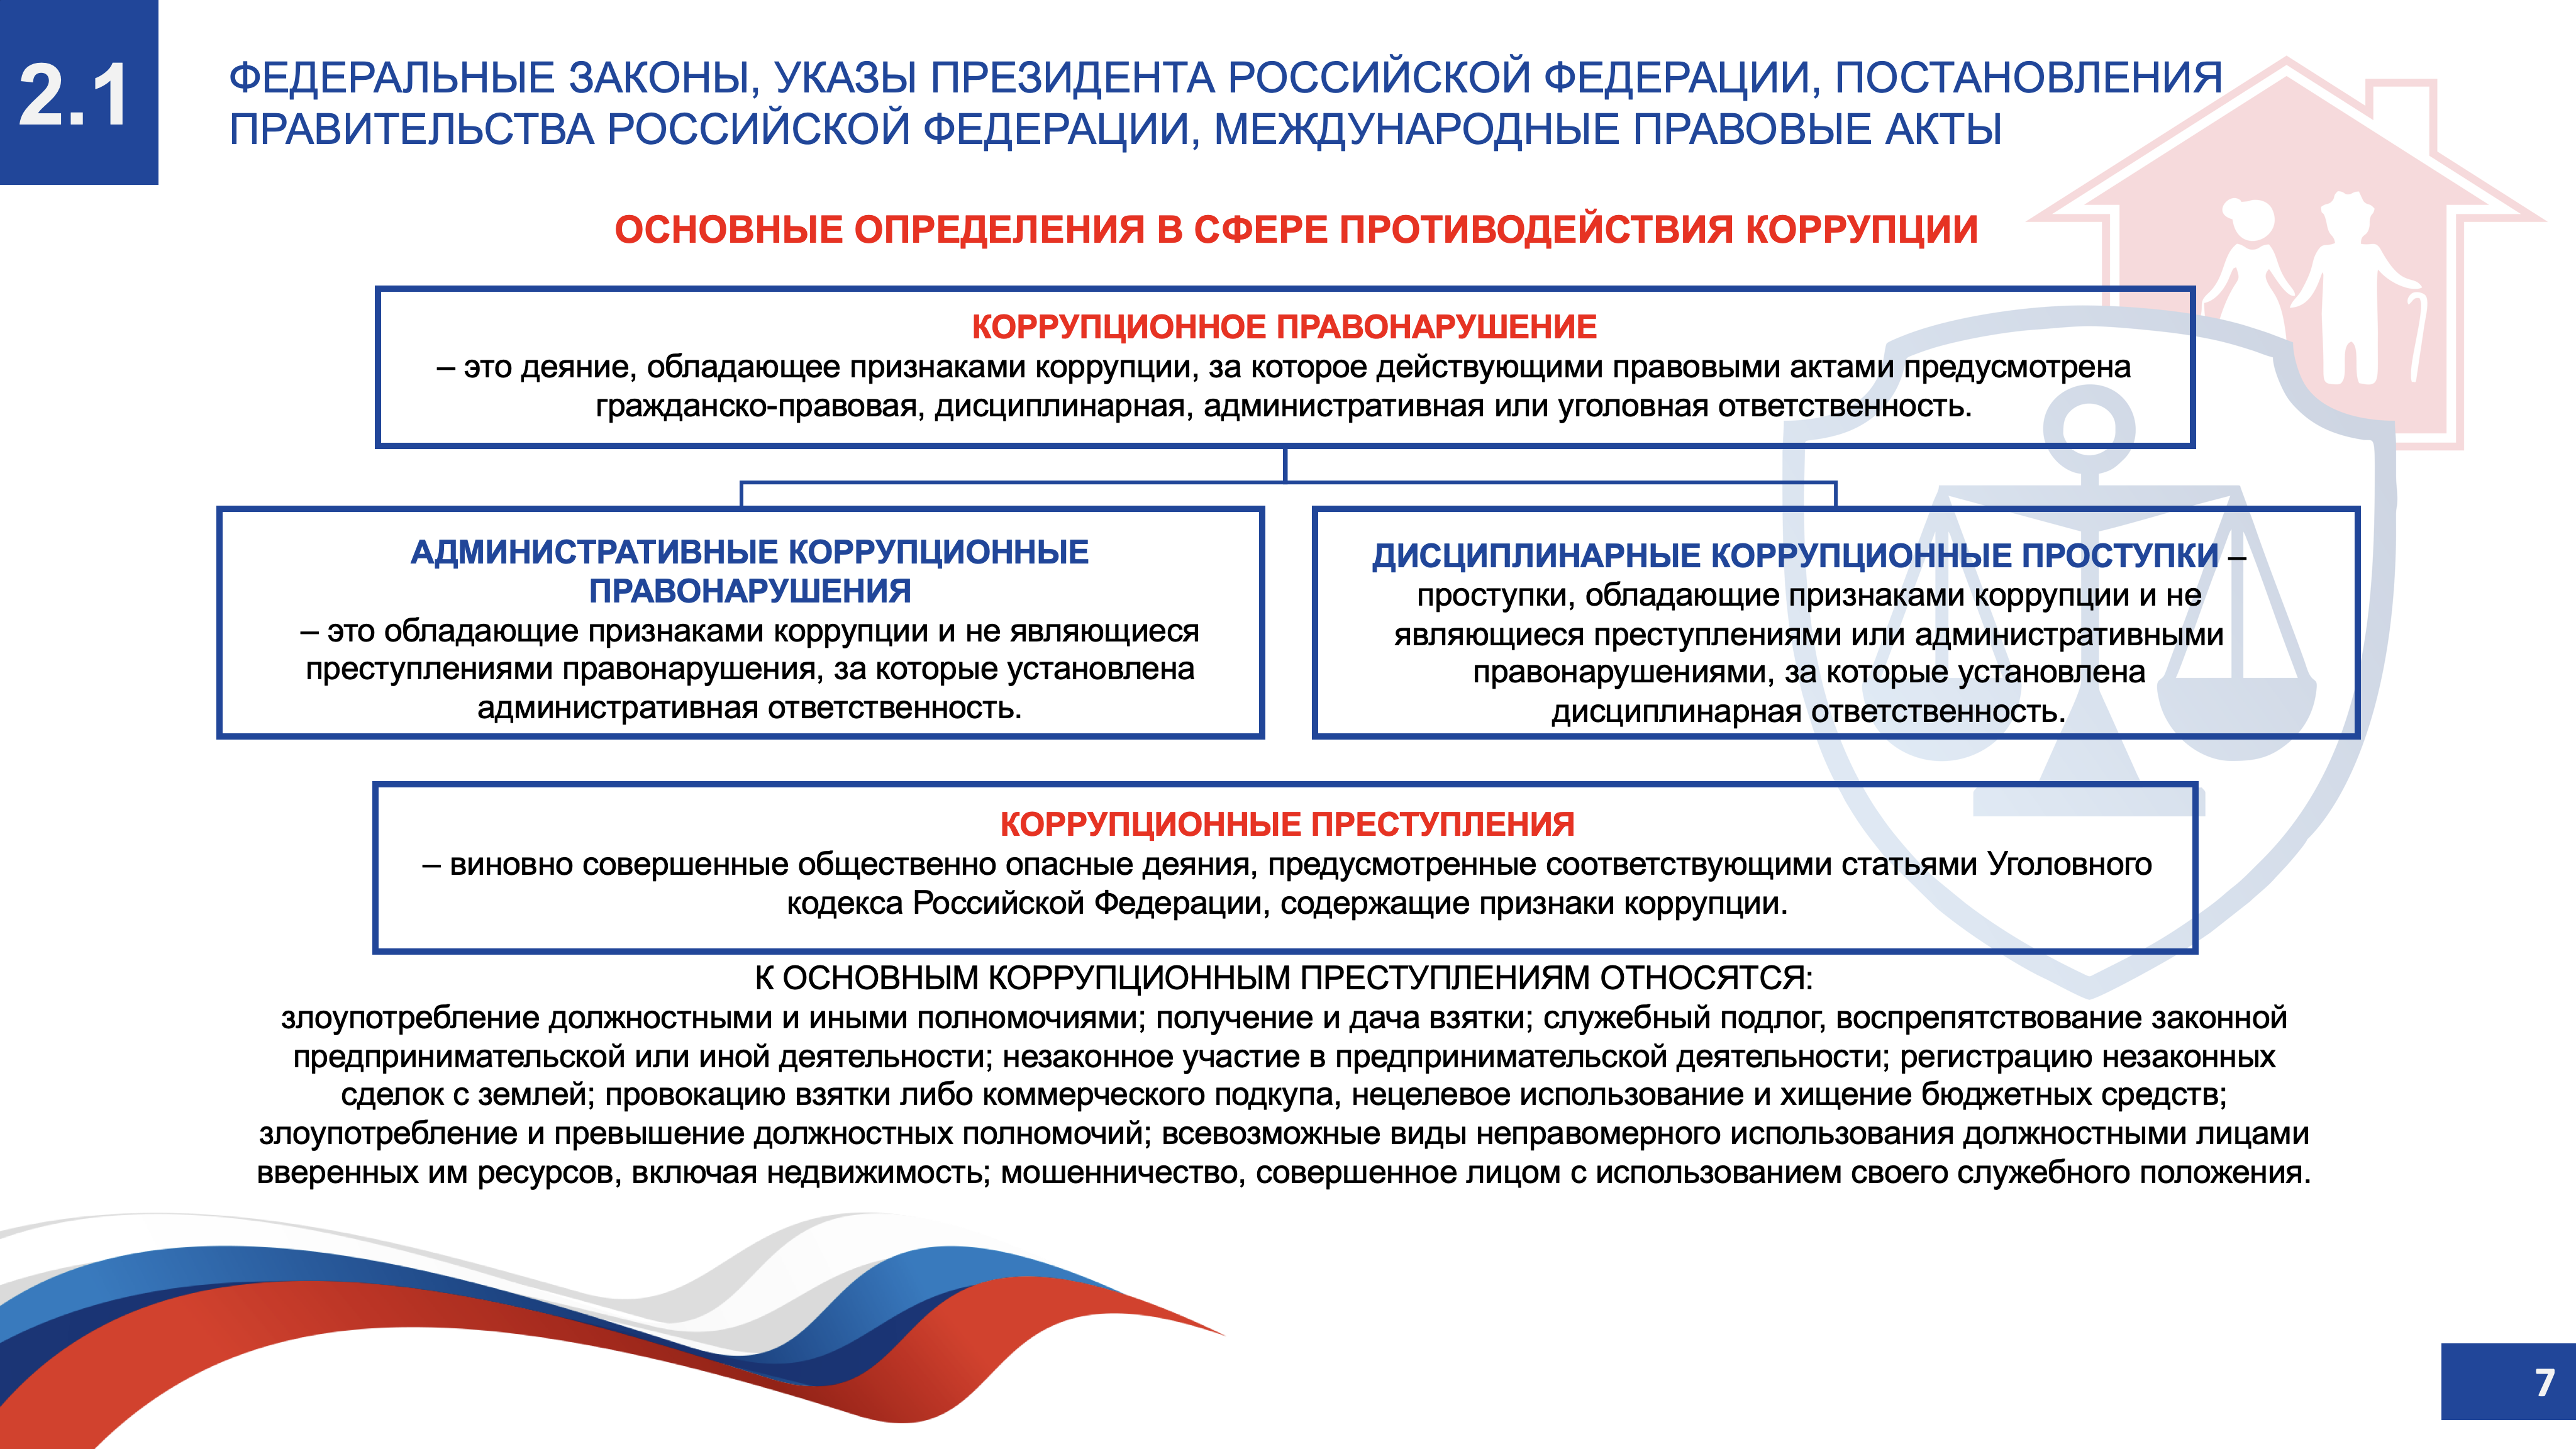 2.1
ФЕДЕРАЛЬНЫЕ ЗАКОНЫ, УКАЗЫ ПРЕЗИДЕНТА РОССИЙСКОЙ ФЕДЕРАЦИИ, ПОСТАНОВЛЕНИЯ
ПРАВИТЕЛЬСТВА РОССИЙСКОЙ ФЕДЕРАЦИИ, МЕЖДУНАРОДНЫЕ ПРАВОВЫЕ АКТЫ
ОСНОВНЫЕ ОПРЕДЕЛЕНИЯ В СФЕРЕ ПРОТИВОДЕЙСТВИЯ КОРРУПЦИИ
КОРРУПЦИОННОЕ ПРАВОНАРУШЕНИЕ
– это деяние, обладающее признаками коррупции, за которое действующими правовыми актами предусмотрена
гражданско-правовая, дисциплинарная, административная или уголовная ответственность.
АДМИНИСТРАТИВНЫЕ КОРРУПЦИОННЫЕ
ПРАВОНАРУШЕНИЯ
– это обладающие признаками коррупции и не являющиеся
преступлениями правонарушения, за которые установлена
административная ответственность.
ДИСЦИПЛИНАРНЫЕ КОРРУПЦИОННЫЕ ПРОСТУПКИ –
проступки, обладающие признаками коррупции и не
являющиеся преступлениями или административными
правонарушениями, за которые установлена
дисциплинарная ответственность.
КОРРУПЦИОННЫЕ ПРЕСТУПЛЕНИЯ
– виновно совершенные общественно опасные деяния, предусмотренные соответствующими статьями Уголовного
кодекса Российской Федерации, содержащие признаки коррупции.
К ОСНОВНЫМ КОРРУПЦИОННЫМ ПРЕСТУПЛЕНИЯМ ОТНОСЯТСЯ:
злоупотребление должностными и иными полномочиями; получение и дача взятки; служебный подлог, воспрепятствование законной
предпринимательской или иной деятельности; незаконное участие в предпринимательской деятельности; регистрацию незаконных
сделок с землей; провокацию взятки либо коммерческого подкупа, нецелевое использование и хищение бюджетных средств;
злоупотребление и превышение должностных полномочий; всевозможные виды неправомерного использования должностными лицами
вверенных им ресурсов, включая недвижимость; мошенничество, совершенное лицом с использованием своего служебного положения.
7